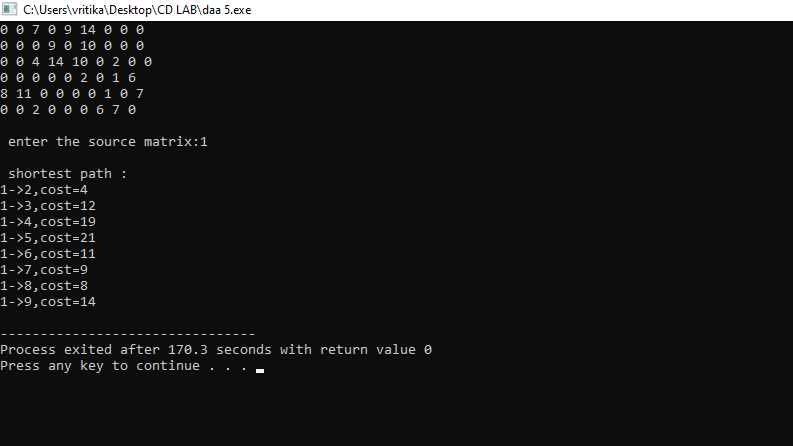 C:\Users\vritika\Desktop\CD LAB\daa 5.exe
0 0 7 0 9 14 0 0 0
0 0 0 9 0 10 0 0 0
0 0 4 14 10 0 2 0 0
0 0 0 0 0 2 0 1 6
8 11 0 0 0 0 1 0 7
0 0 2 0 0 0 6 7 0
enter the source matrix:1
shortest path :
1->2,cost=4
1->3,cost=12
1->4,cost=19
1->5,cost=21
1->6,cost=11
1->7,cost=9
1->8,cost=8
1->9,cost=14
--------------------------------
Process exited after 170.3 seconds with return value 0
Press any key to continue . . .